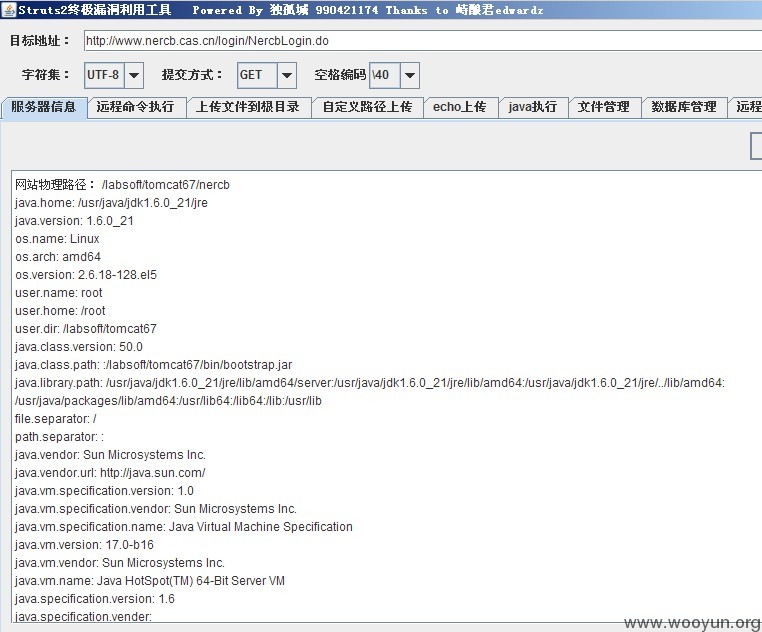 Struts2终极漏洞利用工具 Powered By 独孤城 990421174 Thanks to 峙酿君edwardz
目标地址： http://www.nercb.cas.cn/login/NercbLogin.do
字符集： UTF-8 提交方式： GET 空格编码 \40
服务器信息 远程命令执行 上传文件到根目录 自定义路径上传 echo上传 java执行 文件管理 数据库管理 远程
网站物理路径： /labsoft/tomcat67/nercb
java.home: /usr/java/jdk1.6.0_21/jre
java.version: 1.6.0_21
os.name: Linux
os.arch: amd64
os.version: 2.6.18-128.el5
user.name: root
user.home: /root
user.dir: /labsoft/tomcat67
java.class.version: 50.0
java.class.path: :/labsoft/tomcat67/bin/bootstrap.jar
java.library.path: /usr/java/jdk1.6.0_21/jre/lib/amd64/server:/usr/java/jdk1.6.0_21/jre/lib/amd64:/usr/java/jdk1.6.0_21/jre/../lib/amd64:
/usr/java/packages/lib/amd64:/usr/lib64:/lib64:/lib:/usr/lib
file.separator: /
path.separator: :
java.vendor: Sun Microsystems Inc.
java.vendor.url: http://java.sun.com/
java.vm.specification.version: 1.0
java.vm.specification.vendor: Sun Microsystems Inc.
java.vm.specification.name: Java Virtual Machine Specification
java.vm.version: 17.0-b16
java.vm.vendor: Sun Microsystems Inc.
java.vm.name: Java HotSpot(TM) 64-Bit Server VM
java.specification.version: 1.6
java.specification.vender:
www.wooyun.org